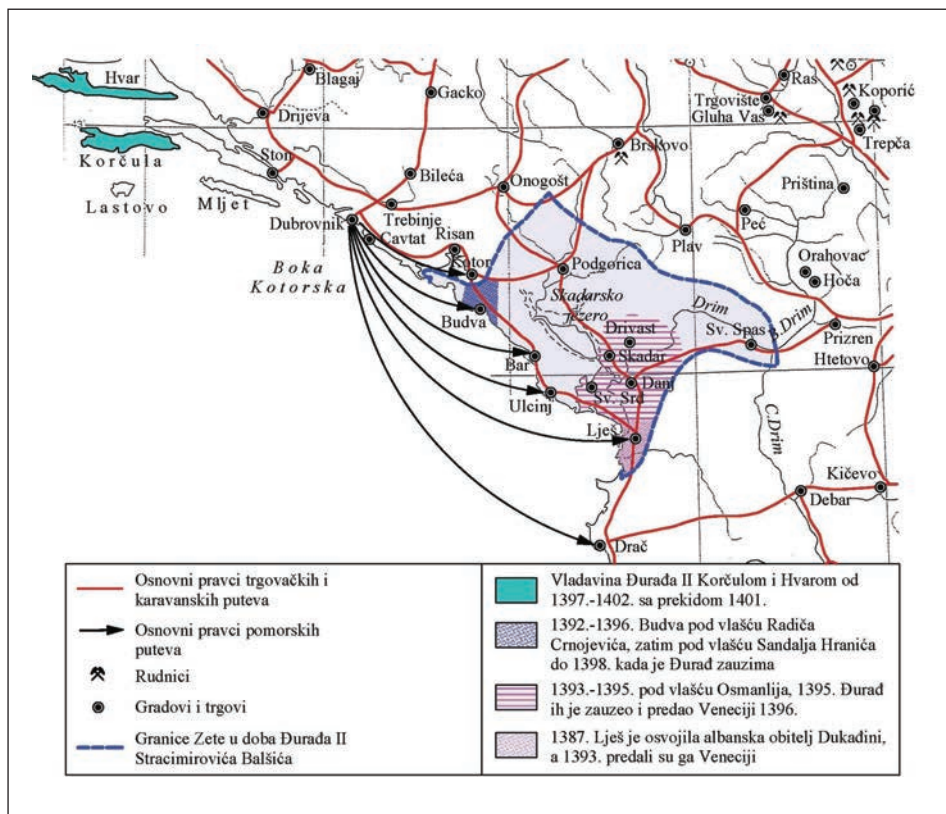 Hvar
Blagaj
Gacko
Ras
Koporić
Trgovište
Gluha Vas
Drijeva
Trepča
Korčula
Brskovo
Ston
Bileća
Onogošt
Priština
Lastovo
Mljet
Trebinje
Peć
Dubrovnik
Cavtat
Risan
Plav
Orahovac
Kotor
Podgorica
Hoča
Boka
Kotorska
Skadarsko
jezero
Drim
Budva
Drivast
Sv. Spas
B.Drim
Prizren
Bar
Skadar
Htetovo
Danj
Sv. Srđ
Ulcinj
Lješ
C.Drim
Kičevo
Debar
Drač
Osnovni pravci trgovačkih i
karavanskih puteva
Osnovni pravci pomorskih
puteva
Rudnici
Gradovi i trgovi
Granice Zete u doba Đurađa II
Stracimirovića Balšića
Vladavina Đurađa II Korčulom i Hvarom od
1397.-1402. sa prekidom 1401.
1392.-1396. Budva pod vlašću Radiča
Crnojevića, zatim pod vlašću Sandalja Hranića
do 1398. kada je Đurađ zauzima
1393.-1395. pod vlašću Osmanlija, 1395. Đurađ
ih je zauzeo i predao Veneciji 1396.
1387. Lješ je osvojila albanska obitelj Dukađini,
a 1393. predali su ga Veneciji